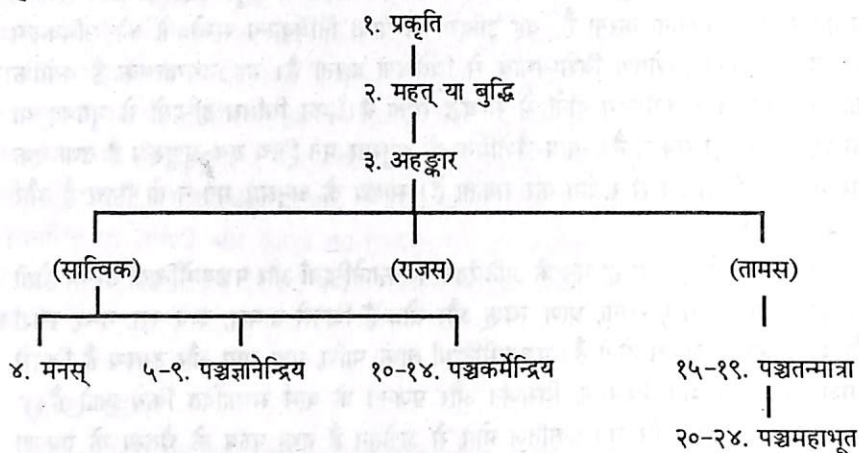 १. प्रकृति
२. महत् या बुद्धि
३. अहङ्कार
(सात्विक) (राजस) (तामस)
४. मनस् ५-९. पञ्चज्ञानेन्द्रिय १०-१४. पञ्चकर्मेन्द्रिय १५-१९. पञ्चतन्मात्रा
२०-२४. पञ्चमहाभूत